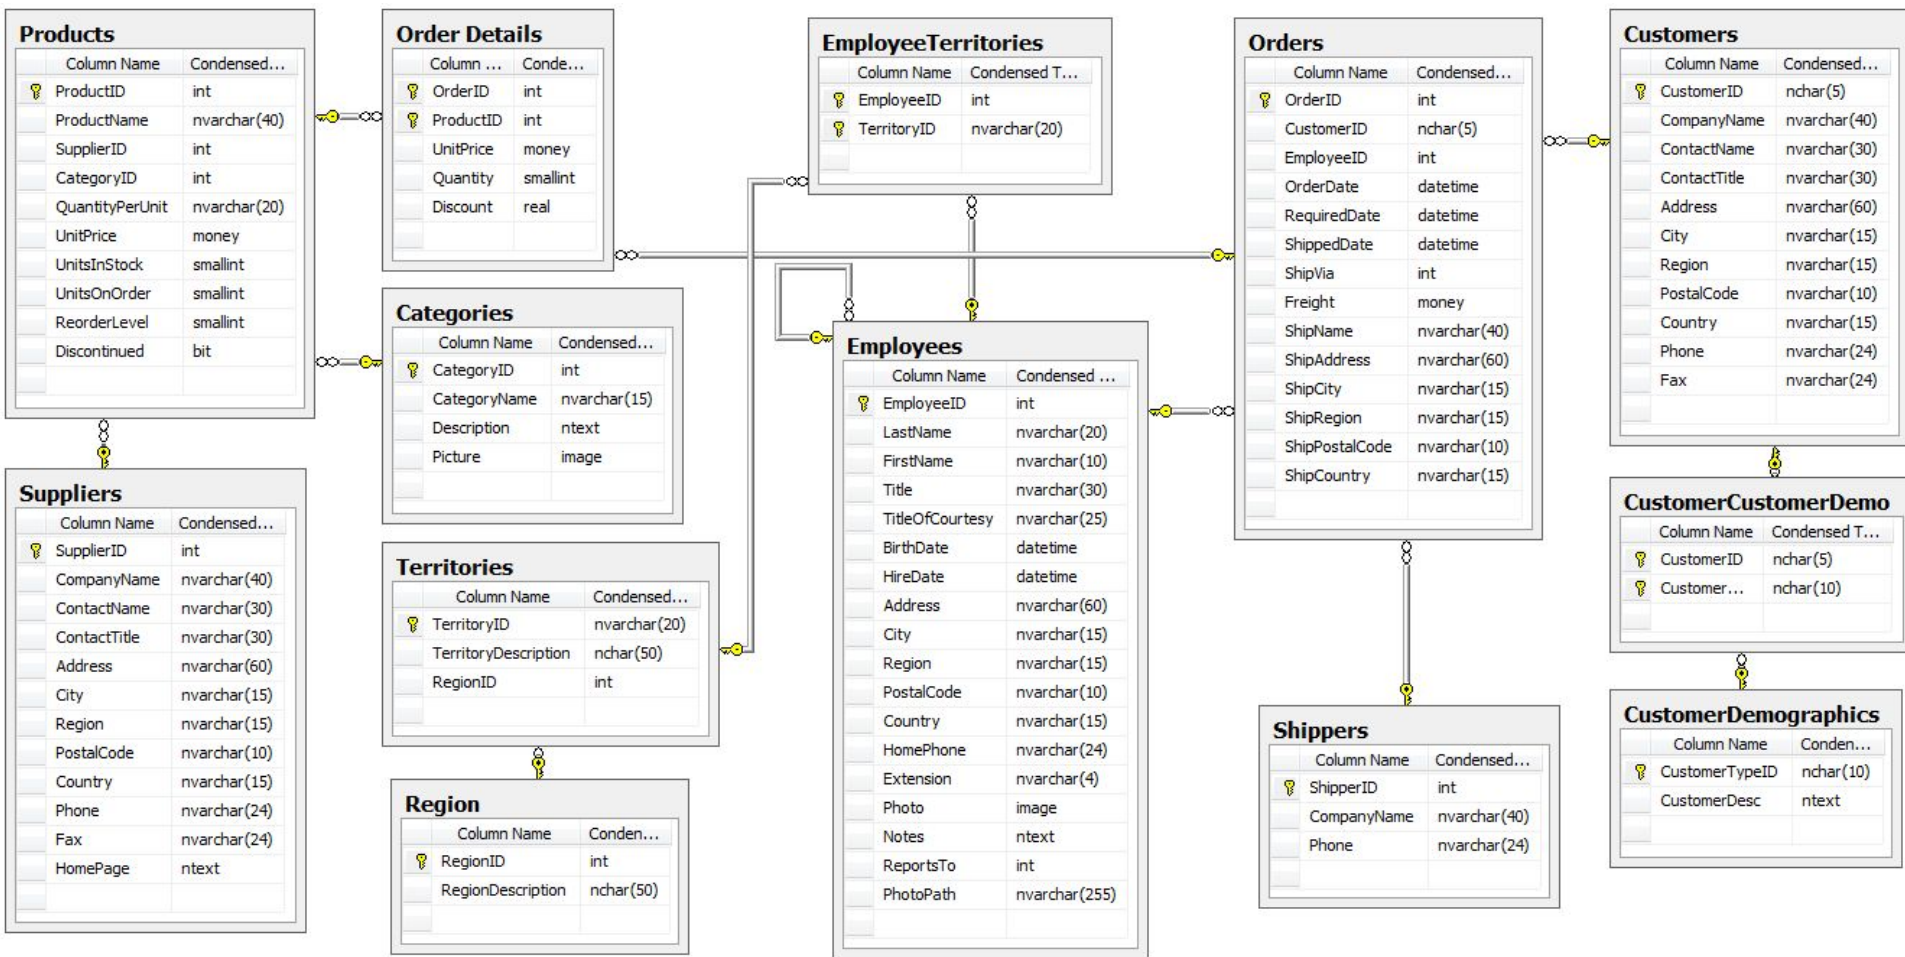 Products
Column Name Condensed...
ProductID int
ProductName nvarchar(40)
SupplierID int
CategoryID int
QuantityPerUnit nvarchar(20)
UnitPrice money
UnitsInStock smallint
UnitsOnOrder smallint
ReorderLevel smallint
Discontinued bit
Order Details
Column ... Conde...
OrderID int
ProductID int
UnitPrice money
Quantity smallint
Discount real
EmployeeTerritories
Column Name Condensed T...
EmployeeID int
TerritoryID nvarchar(20)
Orders
Column Name Condensed...
OrderID int
CustomerID nchar(5)
EmployeeID int
OrderDate datetime
RequiredDate datetime
ShippedDate datetime
ShipVia int
Freight money
ShipName nvarchar(40)
ShipAddress nvarchar(60)
ShipCity nvarchar(15)
ShipRegion nvarchar(15)
ShipPostalCode nvarchar(10)
ShipCountry nvarchar(15)
Customers
Column Name Condensed...
CustomerID nchar(5)
CompanyName nvarchar(40)
ContactName nvarchar(30)
ContactTitle nvarchar(30)
Address nvarchar(60)
City nvarchar(15)
Region nvarchar(15)
PostalCode nvarchar(10)
Country nvarchar(15)
Phone nvarchar(24)
Fax nvarchar(24)
Categories
Column Name Condensed...
CategoryID int
CategoryName nvarchar(15)
Description ntext
Picture image
Employees
Column Name Condensed ...
EmployeeID int
LastName nvarchar(20)
FirstName nvarchar(10)
Title nvarchar(30)
TitleOfCourtesy nvarchar(25)
BirthDate datetime
HireDate datetime
Address nvarchar(60)
City nvarchar(15)
Region nvarchar(15)
PostalCode nvarchar(10)
Country nvarchar(15)
HomePhone nvarchar(24)
Extension nvarchar(4)
Photo image
Notes ntext
ReportsTo int
PhotoPath nvarchar(255)
Suppliers
Column Name Condensed...
SupplierID int
CompanyName nvarchar(40)
ContactName nvarchar(30)
ContactTitle nvarchar(30)
Address nvarchar(60)
City nvarchar(15)
Region nvarchar(15)
PostalCode nvarchar(10)
Country nvarchar(15)
Phone nvarchar(24)
Fax nvarchar(24)
HomePage ntext
Territories
Column Name Condensed...
TerritoryID nvarchar(20)
TerritoryDescription nchar(50)
RegionID int
Region
Column Name Conden...
RegionID int
RegionDescription nchar(50)
CustomerCustomerDemo
Column Name Condensed T...
CustomerID nchar(5)
Customer... nchar(10)
Shippers
Column Name Condensed...
ShipperID int
CompanyName nvarchar(40)
Phone nvarchar(24)
CustomerDemographics
Column Name Conden...
CustomerTypeID nchar(10)
CustomerDesc ntext